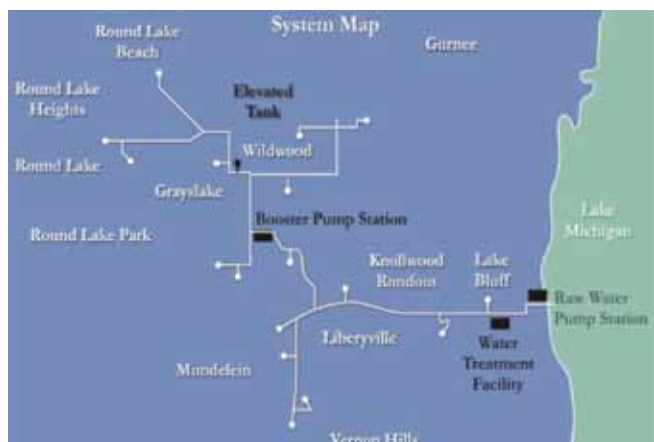 System Map
Gurnee
Round Lake
Beach
Round Lake
Heights
Elevated
Tank
Round Lake
Wildwood
Grayslake
Round Lake Park
Booster Pump Station
Lake
Michigan
Knollwood
Rondout
Lake
Bluff
Raw Water
Pump Station
Liberyville
Water
Treatment
Facility
Mundelein
Vernon Hills